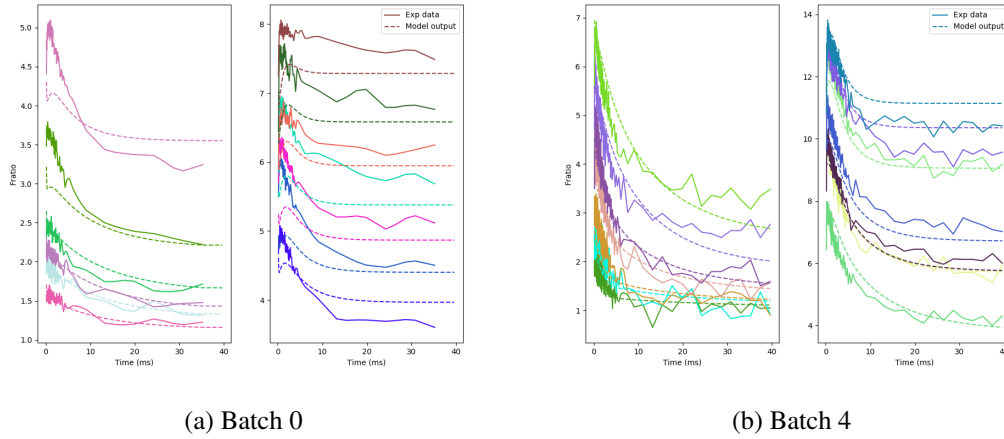 5.0
4.5
4.0
3.5
3.0
2.5
2.0
1.5
1.0
Fratio
0 10 20 30 40
Time (ms)
8
7
6
5
4
0 10 20 30 40
Time (ms)
Exp data
Model output
7
6
5
4
3
2
1
Fratio
0 10 20 30 40
Time (ms)
14
12
10
8
6
4
0 10 20 30 40
Time (ms)
Exp data
Model output
(a) Batch 0
(b) Batch 4